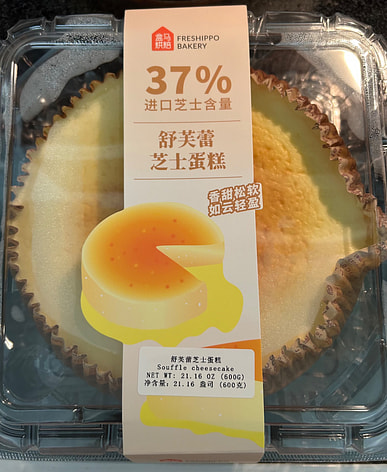 盒马
烘焙
FRESHIPPO
BAKERY
37%
进口芝士含量
舒芙蕾
芝士蛋糕
香甜松软
如云轻盈
舒芙蕾芝士蛋糕
Souffle cheesecake
NET WT: 21.16 OZ (600G)
净含量: 21.16 盎司 (600克)